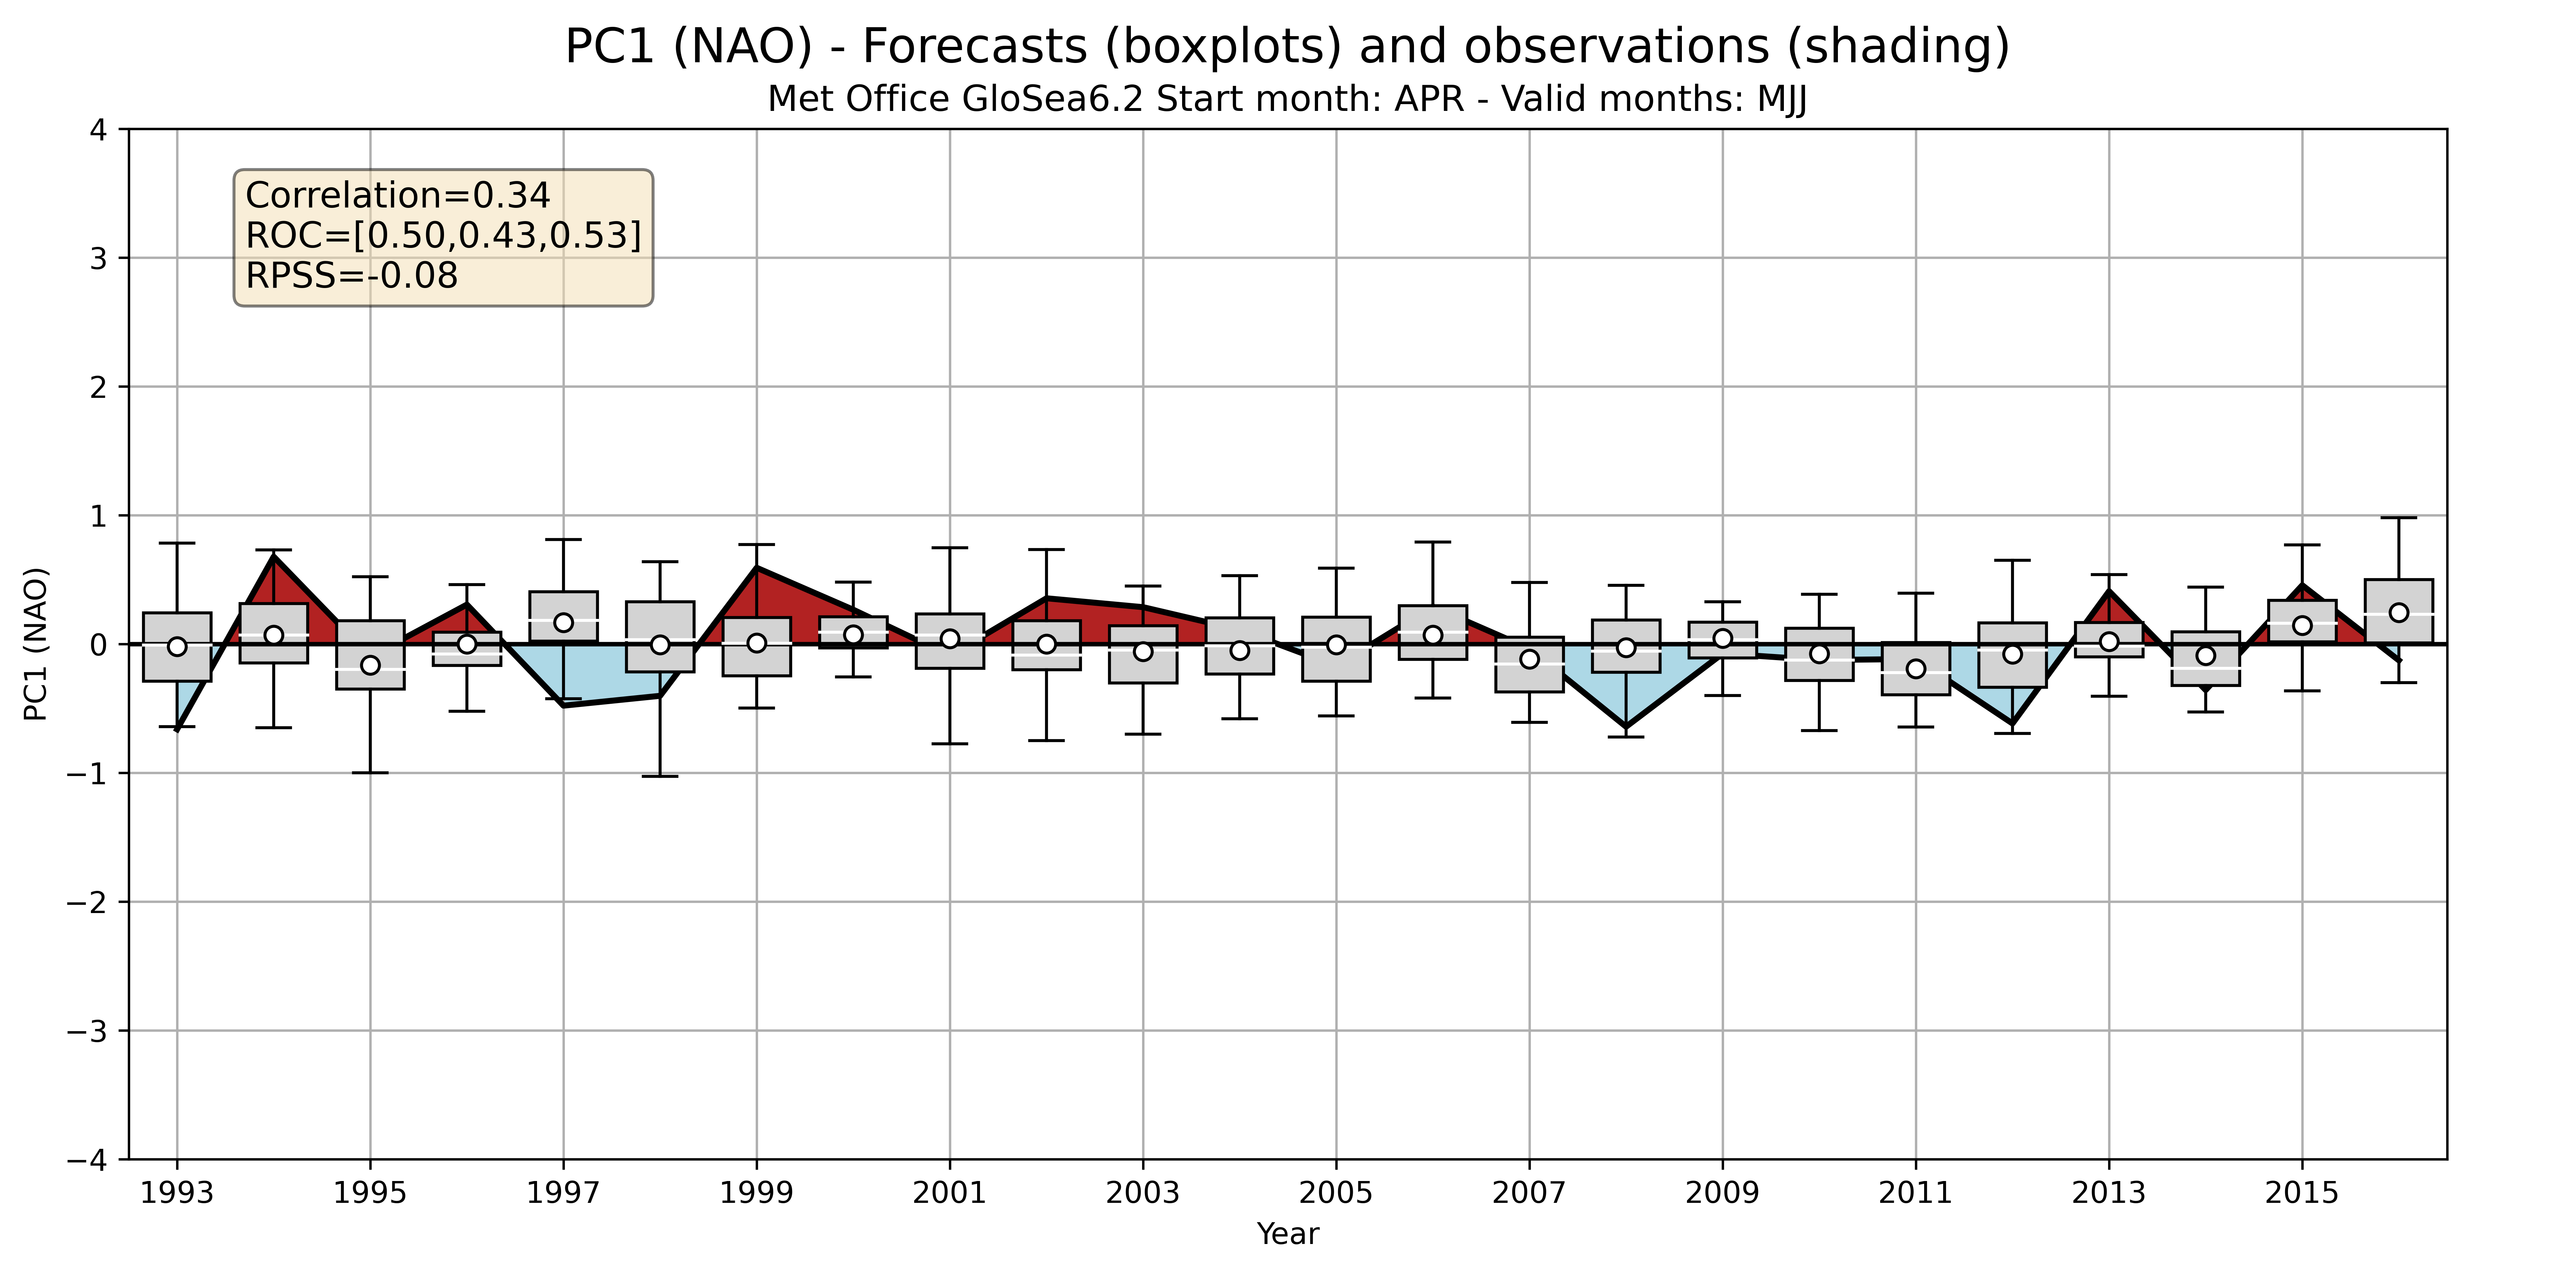 PC1 (NAO) - Forecasts (boxplots) and observations (shading)
Met Office GloSea6.2 Start month: APR - Valid months: MJJ
Correlation=0.34
ROC=[0.50,0.43,0.53]
RPSS=-0.08
PC1 (NAO)
4
3
2
1
0
−1
−2
−3
−4
1993 1995 1997 1999 2001 2003 2005 2007 2009 2011 2013 2015
Year